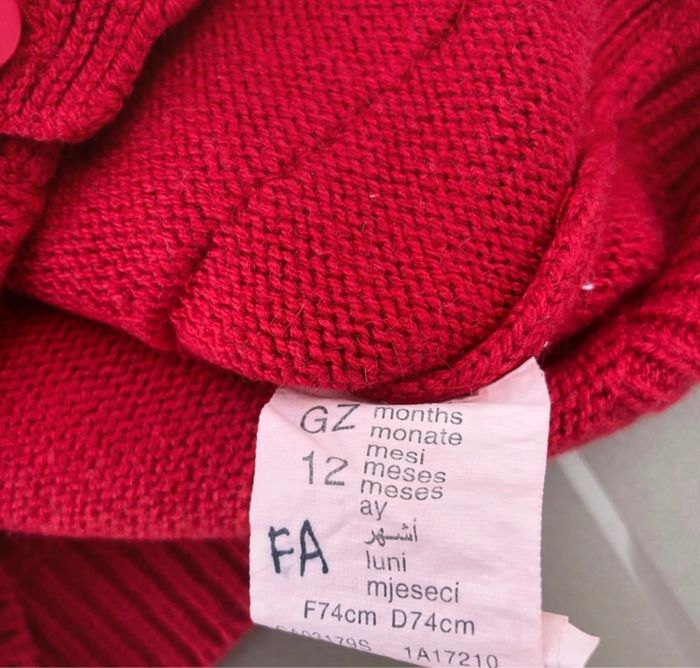 GZ months
monate
mesi
12 meses
meses
ay
أشهر
FA luni
mjeseci
F74cm D74cm
1A17210